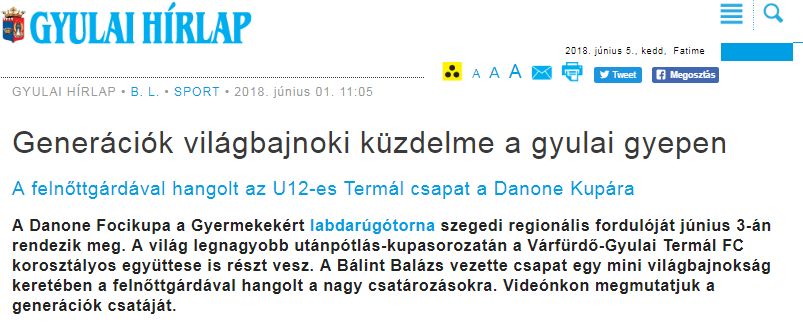 GYULAI HÍRLAP
2018. június 5., kedd, Fatime
A A A Tweet Megosztás
GYULAI HÍRLAP • B. L. • SPORT • 2018. június 01. 11:05
Generációk világbajnoki küzdelme a gyulai gyepen
A felnőttgárdával hangolt az U12-es Termál csapat a Danone Kupára
A Danone Focikupa a Gyermekekért labdarúgótorna szegedi regionális fordulóját június 3-án
rendezik meg. A világ legnagyobb utánpótlás-kupasorozatán a Várfürdő-Gyulai Termál FC
korosztályos együttese is részt vesz. A Bálint Balázs vezette csapat egy mini világbajnokság
keretében a felnőttgárdával hangolt a nagy csatározásokra. Videónkon megmutatjuk a
generációk csatáját.